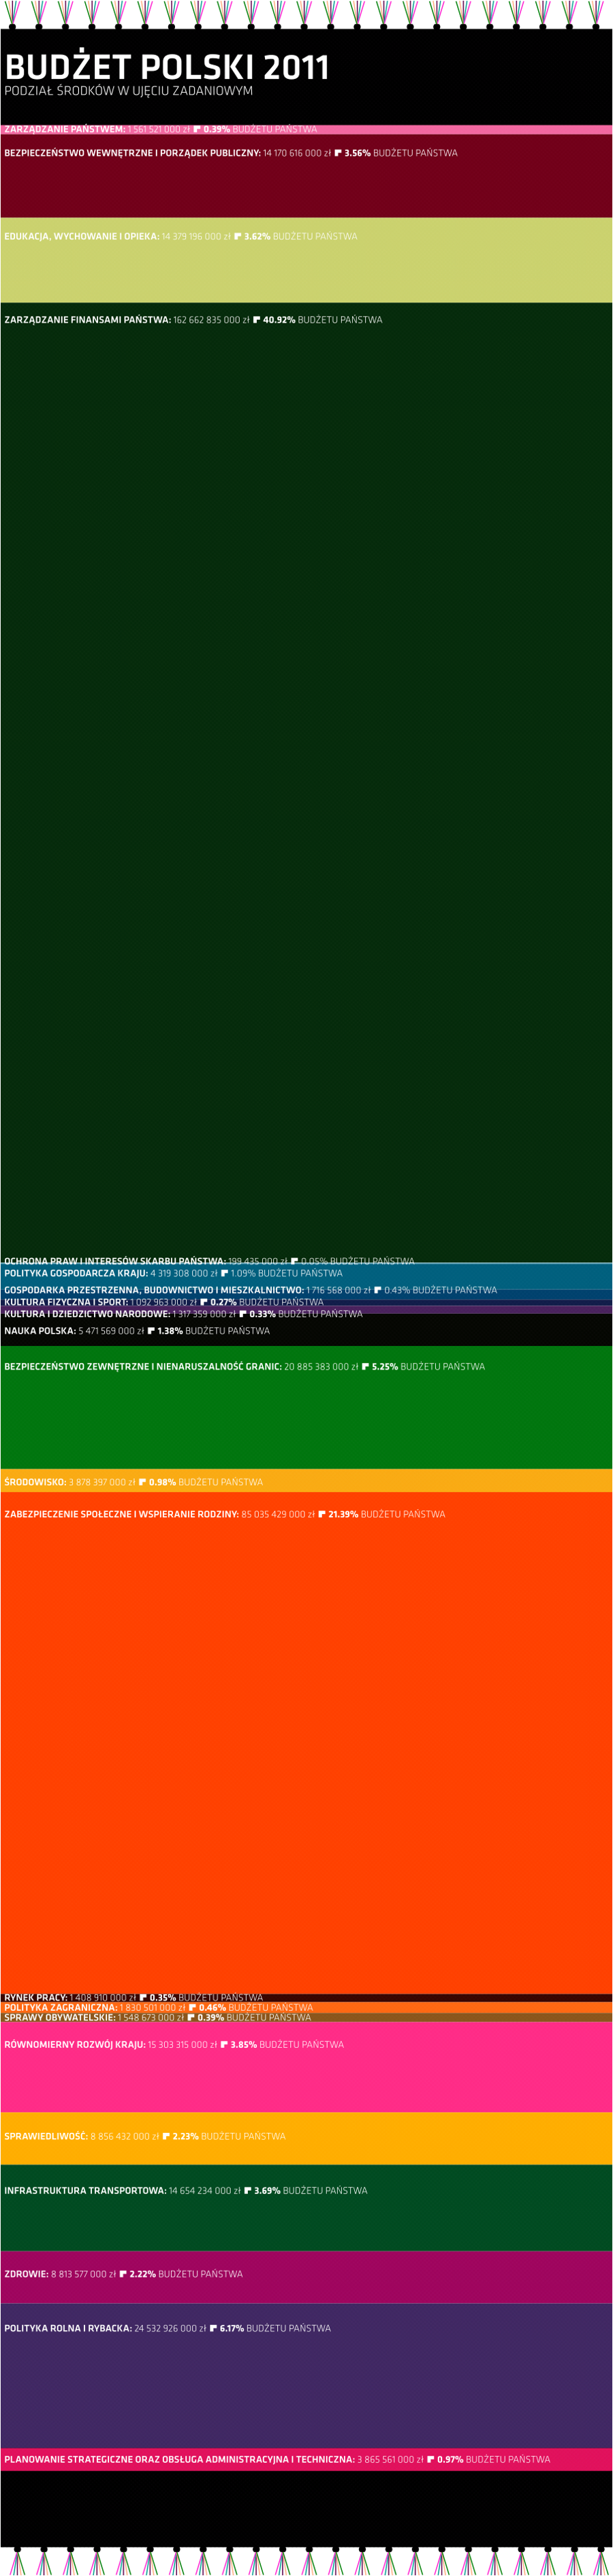 BUDŻET POLSKI 2011
PODZIAŁ ŚRODKÓW W UJĘCIU ZADANIOWYM
ZARZĄDZANIE PAŃSTWEM: 1 561 521 000 zł 0.39% BUDŻETU PAŃSTWA
BEZPIECZEŃSTWO WEWNĘTRZNE I PORZĄDEK PUBLICZNY: 14 170 616 000 zł 3.56% BUDŻETU PAŃSTWA
EDUKACJA, WYCHOWANIE I OPIEKA: 14 379 196 000 zł 3.62% BUDŻETU PAŃSTWA
ZARZĄDZANIE FINANSAMI PAŃSTWA: 162 662 835 000 zł 40.92% BUDŻETU PAŃSTWA
OCHRONA PRAW I INTERESÓW SKARBU PAŃSTWA: 199 435 000 zł 0.05% BUDŻETU PAŃSTWA
POLITYKA GOSPODARCZA KRAJU: 4 319 308 000 zł 1.09% BUDŻETU PAŃSTWA
GOSPODARKA PRZESTRZENNA, BUDOWNICTWO I MIESZKALNICTWO: 1 716 568 000 zł 0.43% BUDŻETU PAŃSTWA
KULTURA FIZYCZNA I SPORT: 1 092 963 000 zł 0.27% BUDŻETU PAŃSTWA
KULTURA I DZIEDZICTWO NARODOWE: 1 317 359 000 zł 0.33% BUDŻETU PAŃSTWA
NAUKA POLSKA: 5 471 569 000 zł 1.38% BUDŻETU PAŃSTWA
BEZPIECZEŃSTWO ZEWNĘTRZNE I NIENARUSZALNOŚĆ GRANIC: 20 885 383 000 zł 5.25% BUDŻETU PAŃSTWA
ŚRODOWISKO: 3 878 397 000 zł 0.98% BUDŻETU PAŃSTWA
ZABEZPIECZENIE SPOŁECZNE I WSPIERANIE RODZINY: 85 035 429 000 zł 21.39% BUDŻETU PAŃSTWA
RYNEK PRACY: 1 408 910 000 zł 0.35% BUDŻETU PAŃSTWA
POLITYKA ZAGRANICZNA: 1 830 501 000 zł 0.46% BUDŻETU PAŃSTWA
SPRAWY OBYWATELSKIE: 1 548 673 000 zł 0.39% BUDŻETU PAŃSTWA
RÓWNOMIERNY ROZWÓJ KRAJU: 15 303 315 000 zł 3.85% BUDŻETU PAŃSTWA
SPRAWIEDLIWOŚĆ: 8 856 432 000 zł 2.23% BUDŻETU PAŃSTWA
INFRASTRUKTURA TRANSPORTOWA: 14 654 234 000 zł 3.69% BUDŻETU PAŃSTWA
ZDROWIE: 8 813 577 000 zł 2.22% BUDŻETU PAŃSTWA
POLITYKA ROLNA I RYBACKA: 24 532 926 000 zł 6.17% BUDŻETU PAŃSTWA
PLANOWANIE STRATEGICZNE ORAZ OBSŁUGA ADMINISTRACYJNA I TECHNICZNA: 3 865 561 000 zł 0.97% BUDŻETU PAŃSTWA